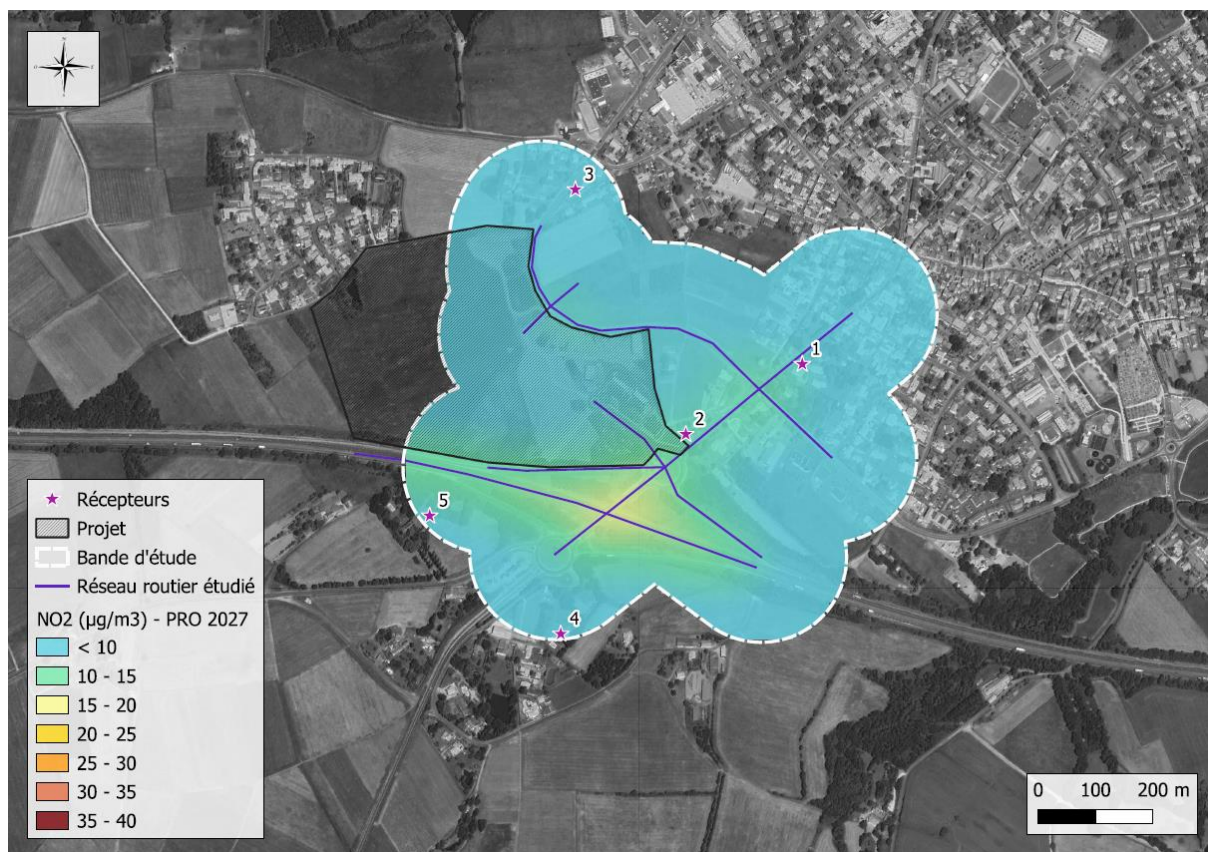 N
O
E
S
3
1
2
5
4
Récepteurs
Projet
Bande d'étude
Réseau routier étudié
NO2 (µg/m3) - PRO 2027
< 10
10 - 15
15 - 20
20 - 25
25 - 30
30 - 35
35 - 40
0 100 200 m